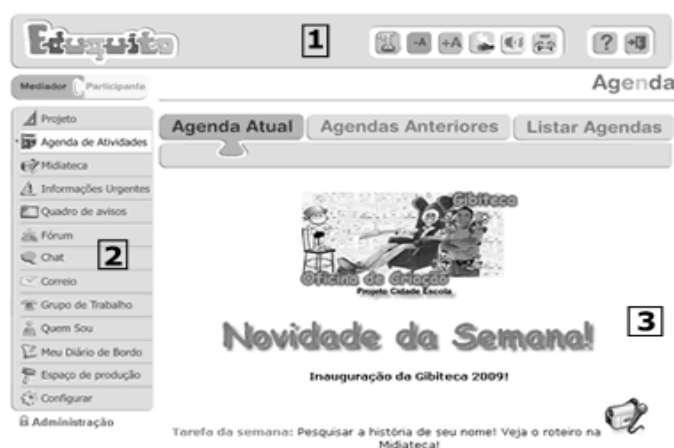 Eduquito
1
-A +A ?
Mediador Participante
Agenda
Projeto
Agenda de Atividades
Midiateca
Informações Urgentes
Quadro de avisos
Fórum
Chat
Correio
Grupo de Trabalho
Quem Sou
Meu Diário de Bordo
Espaço de produção
Configurar
Administração
2
Agenda Atual Agendas Anteriores Listar Agendas
Gibiteca
Oficina de Criação
Projeto Cidade Escola
3
Novidade da Semana!
Inauguração da Gibiteca 2009!
Tarefa da semana: Pesquisar a história de seu nome! Veja o roteiro na
Midiateca!